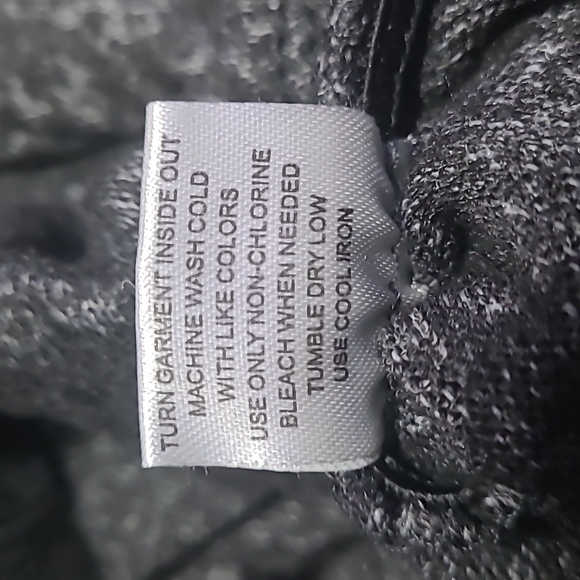 TURN GARMENT INSIDE OUT
MACHINE WASH COLD
WITH LIKE COLORS
USE ONLY NON-CHLORINE
BLEACH WHEN NEEDED
TUMBLE DRY LOW
USE COOL IRON